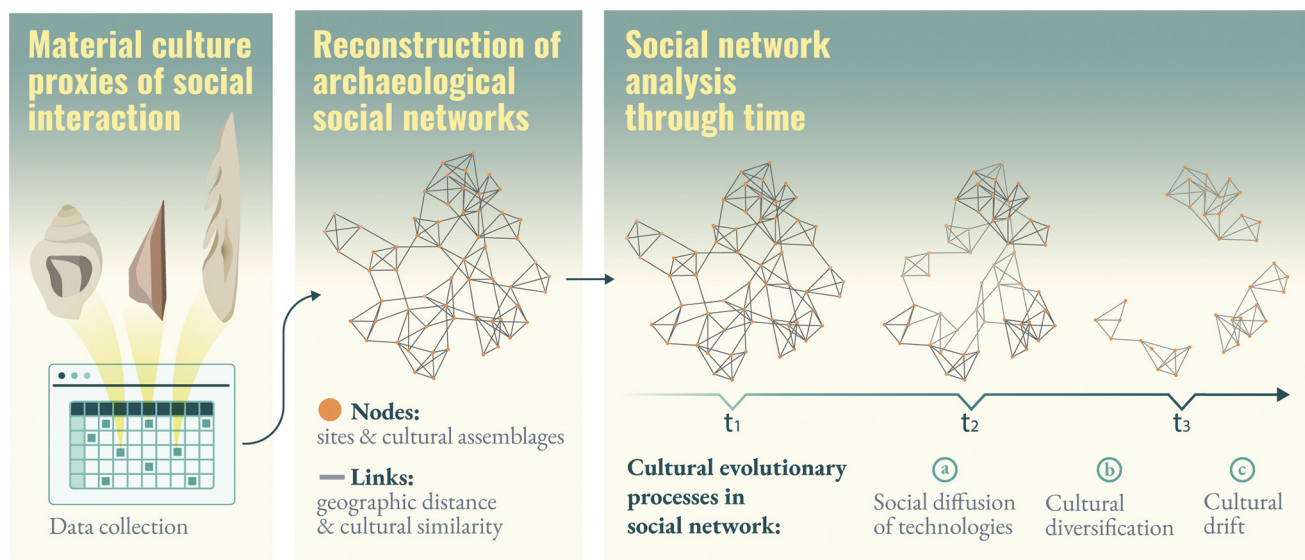 Material culture
proxies of social
interaction
Data collection
Reconstruction of
archaeological
social networks
Nodes:
sites & cultural assemblages
Links:
geographic distance
& cultural similarity
Social network
analysis
through time
t1
t2
t3
Cultural evolutionary
processes in
social network:
a
Social diffusion
of technologies
b
Cultural
diversification
c
Cultural
drift